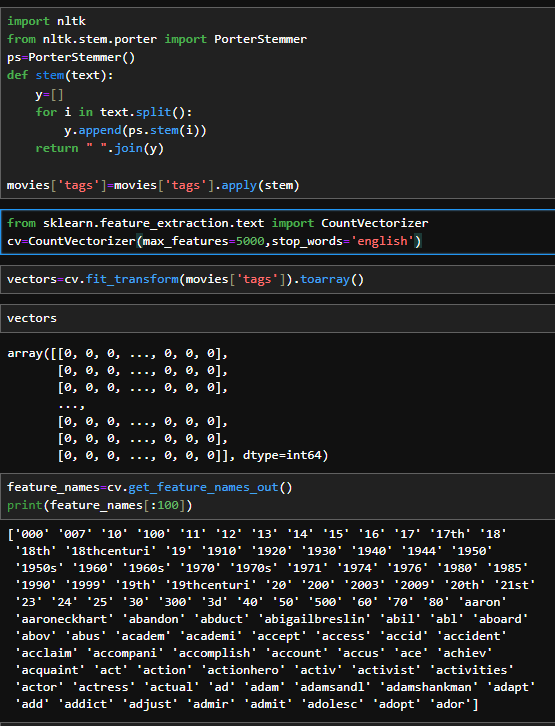 import nltk
from nltk.stem.porter import PorterStemmer
ps=PorterStemmer()
def stem(text):
    y=[]
    for i in text.split():
        y.append(ps.stem(i))
    return " ".join(y)
movies['tags']=movies['tags'].apply(stem)
from sklearn.feature_extraction.text import CountVectorizer
cv=CountVectorizer(max_features=5000,stop_words='english')
vectors=cv.fit_transform(movies['tags']).toarray()
vectors
array([[0, 0, 0, ..., 0, 0, 0],
       [0, 0, 0, ..., 0, 0, 0],
       [0, 0, 0, ..., 0, 0, 0],
       ...,
       [0, 0, 0, ..., 0, 0, 0],
       [0, 0, 0, ..., 0, 0, 0],
       [0, 0, 0, ..., 0, 0, 0]], dtype=int64)
feature_names=cv.get_feature_names_out()
print(feature_names[:100])
['000' '007' '10' '100' '11' '12' '13' '14' '15' '16' '17' '17th' '18'
 '18th' '18thcenturi' '19' '1910' '1920' '1930' '1940' '1944' '1950'
 '1950s' '1960' '1960s' '1970' '1970s' '1971' '1974' '1976' '1980' '1985'
 '1990' '1999' '19th' '19thcenturi' '20' '200' '2003' '2009' '20th' '21st'
 '23' '24' '25' '30' '300' '3d' '40' '50' '500' '60' '70' '80' 'aaron'
 'aaroneckhart' 'abandon' 'abduct' 'abigailbreslin' 'abil' 'abl' 'aboard'
 'abov' 'abus' 'academ' 'academi' 'accept' 'access' 'accid' 'accident'
 'acclaim' 'accompani' 'accomplish' 'account' 'accus' 'ace' 'achiev'
 'acquaint' 'act' 'action' 'actionhero' 'activ' 'activist' 'activities'
 'actor' 'actress' 'actual' 'ad' 'adam' 'adamsandl' 'adamshankman' 'adapt'
 'add' 'addict' 'adjust' 'admir' 'admit' 'adolesc' 'adopt' 'ador']